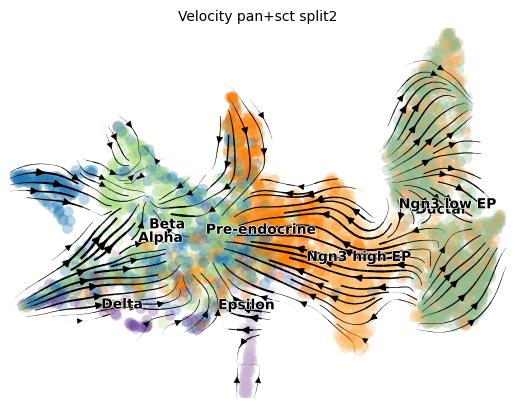 Velocity pan+sct split2
Ngn3 low EP
Ductal
Beta
Pre-endocrine
Alpha
Ngn3 high EP
Delta
Epsilon